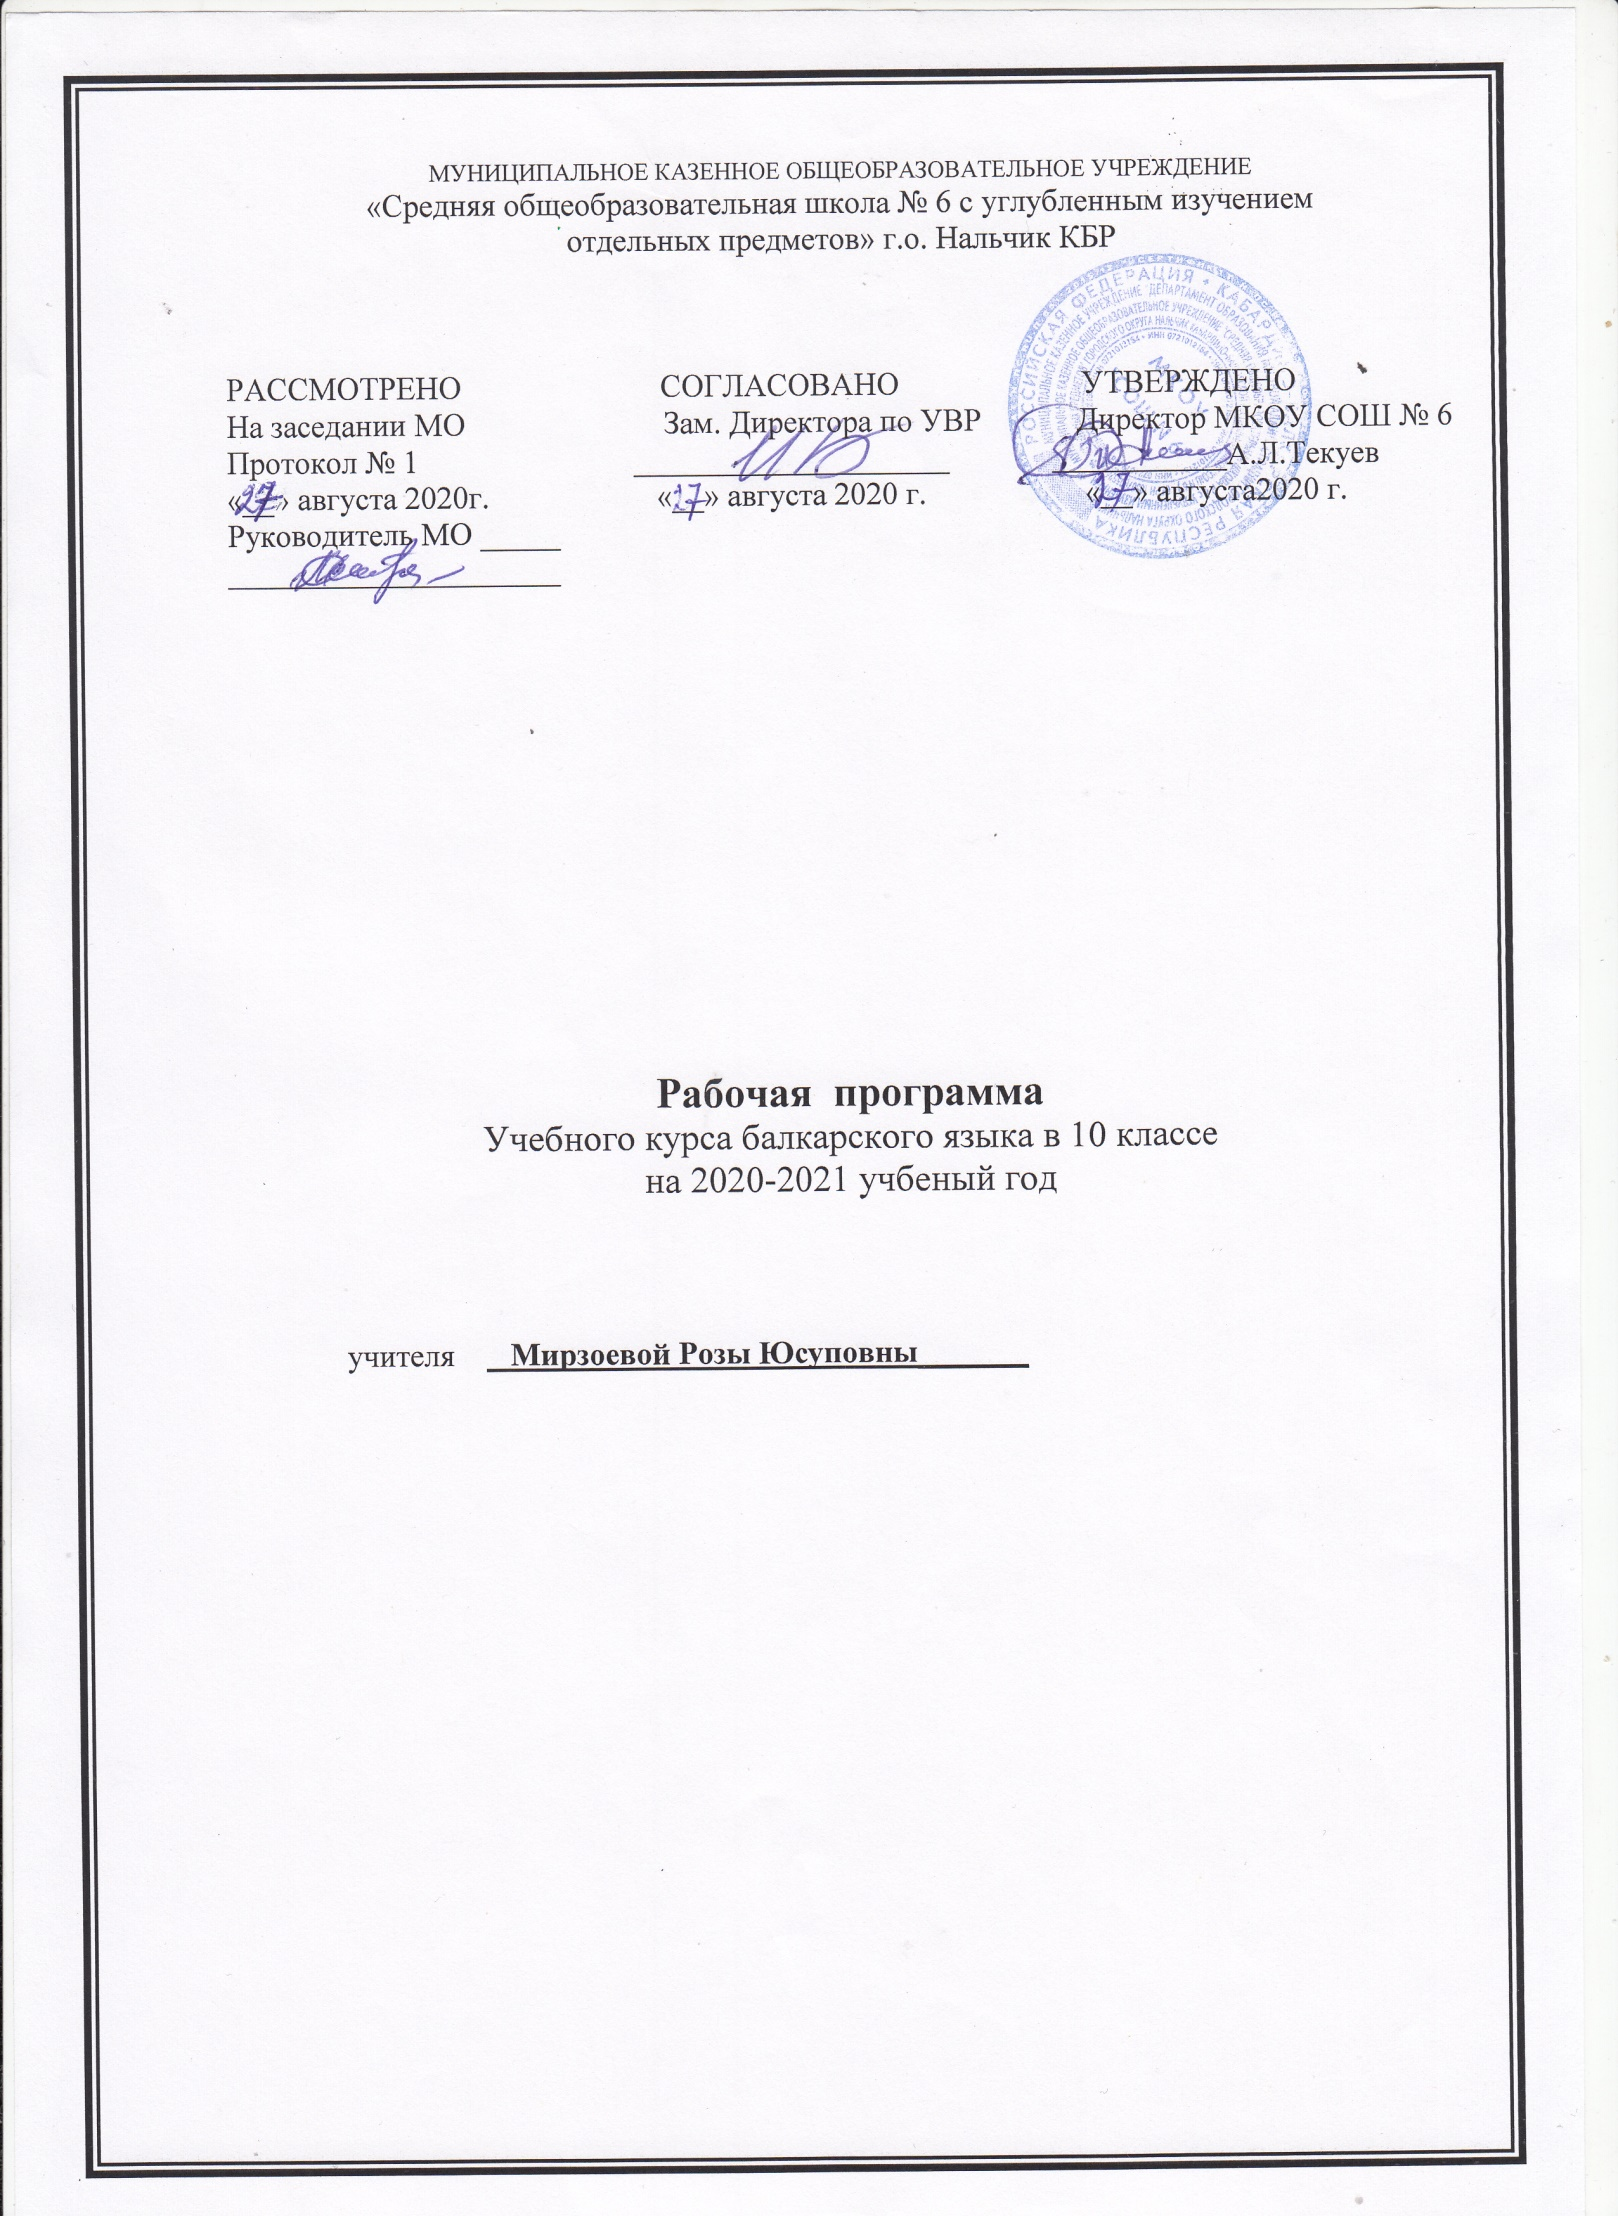 МУНИЦИПАЛЬНОЕ КАЗЕННОЕ ОБЩЕОБРАЗОВАТЕЛЬНОЕ УЧРЕЖДЕНИЕ
«Средняя общеобразовательная школа № 6 с углубленным изучением
отдельных предметов» г.о. Нальчик КБР
РАССМОТРЕНО
На заседании МО
Протокол № 1
«27» августа 2020г.
Руководитель МО ______
СОГЛАСОВАНО
Зам. Директора по УВР
«27» августа 2020 г.
УТВЕРЖДЕНО
Директор МКОУ СОШ № 6
А.Л.Текуев
«27» августа2020 г.
РОССИЙСКАЯ ФЕДЕРАЦИЯ
Рабочая программа
Учебного курса балкарского языка в 10 классе
на 2020-2021 учбеный год
учителя Мирзоевой Розы Юсуповны